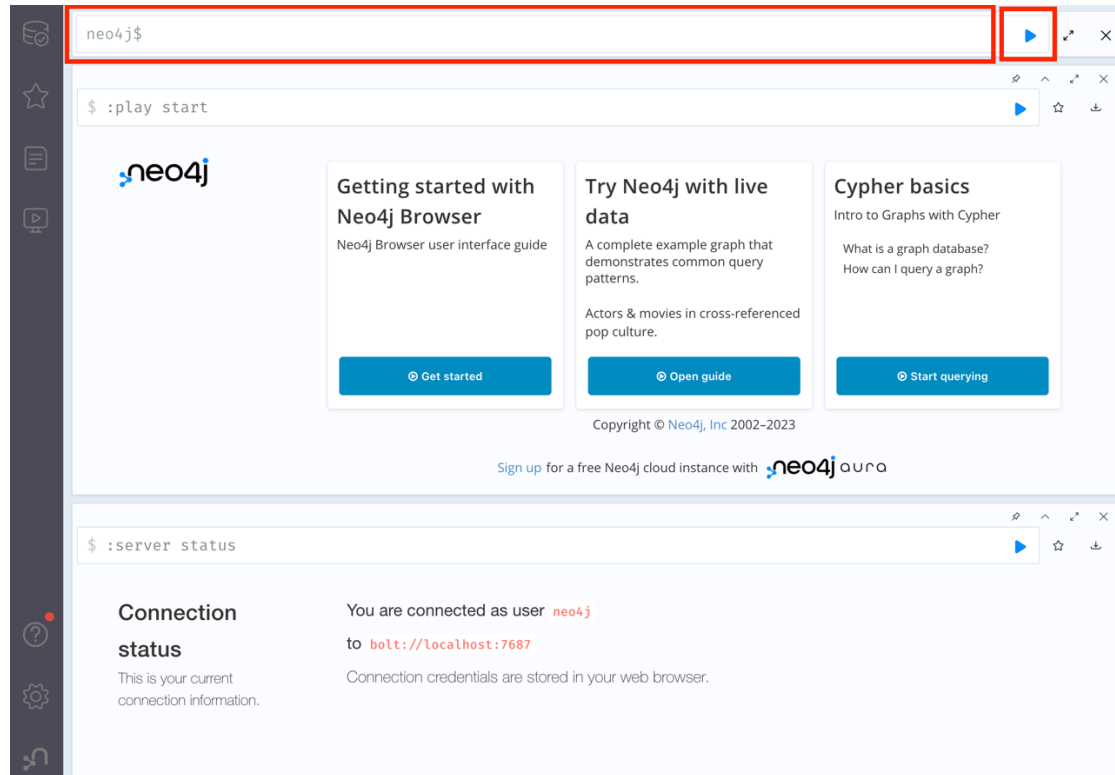 neo4j$
$ :play start
neo4j
Getting started with
Neo4j Browser
Neo4j Browser user interface guide
Get started
Try Neo4j with live
data
A complete example graph that
demonstrates common query
patterns.
Actors & movies in cross-referenced
pop culture.
Open guide
Cypher basics
Intro to Graphs with Cypher
What is a graph database?
How can I query a graph?
Start querying
Copyright © Neo4j, Inc 2002–2023
Sign up for a free Neo4j cloud instance with neo4j aura
$ :server status
Connection
status
This is your current
connection information.
You are connected as user neo4j
to bolt://localhost:7687
Connection credentials are stored in your web browser.